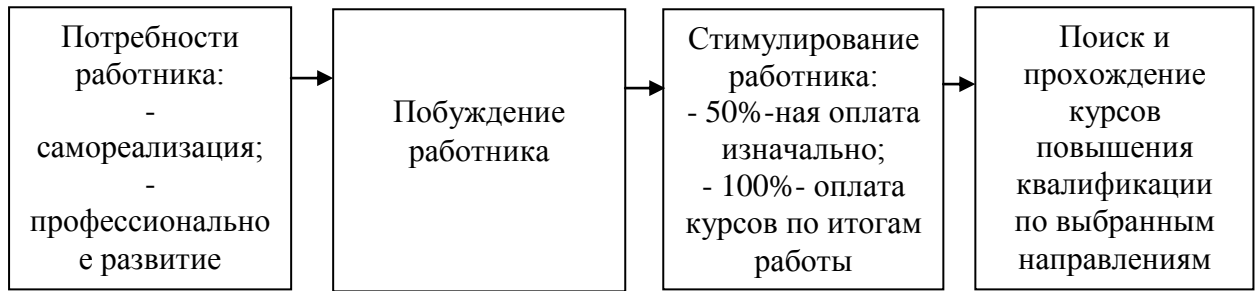 Потребности
работника:
-
самореализация;
-
профессионально
е развитие
Побуждение
работника
Стимулирование
работника:
- 50%-ная оплата
изначально;
- 100%- оплата
курсов по итогам
работы
Поиск и
прохождение
курсов
повышения
квалификации
по выбранным
направлениям